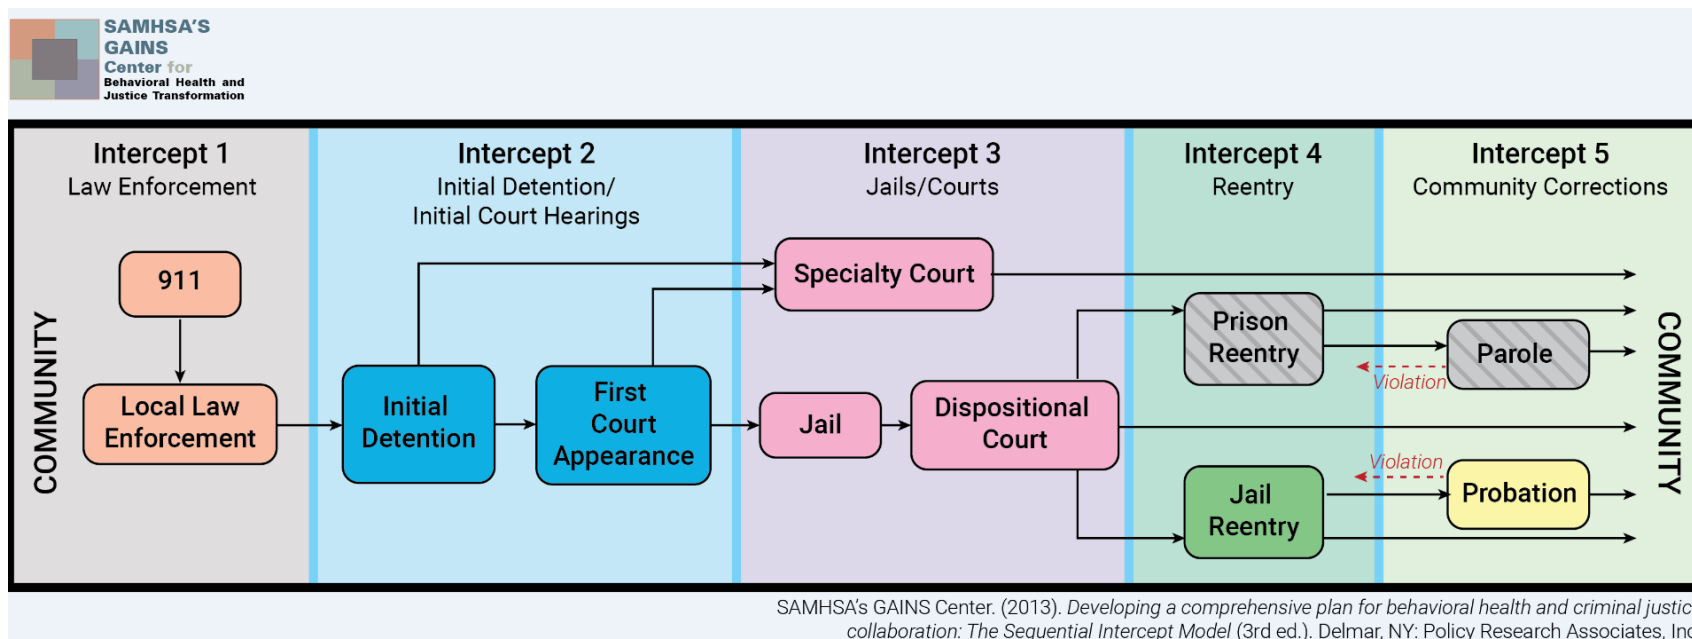 SAMHSA'S
GAINS
Center for
Behavioral Health and
Justice Transformation
Intercept 1
Law Enforcement
Intercept 2
Initial Detention/
Initial Court Hearings
Intercept 3
Jails/Courts
Intercept 4
Reentry
Intercept 5
Community Corrections
COMMUNITY
911
Local Law
Enforcement
Initial
Detention
First
Court
Appearance
Specialty Court
Jail
Dispositional
Court
Prison
Reentry
Parole
Violation
Violation
Jail
Reentry
Probation
COMMUNITY
SAMHSA's GAINS Center. (2013). Developing a comprehensive plan for behavioral health and criminal justic
collaboration: The Sequential Intercept Model (3rd ed.). Delmar, NY: Policy Research Associates, Inc